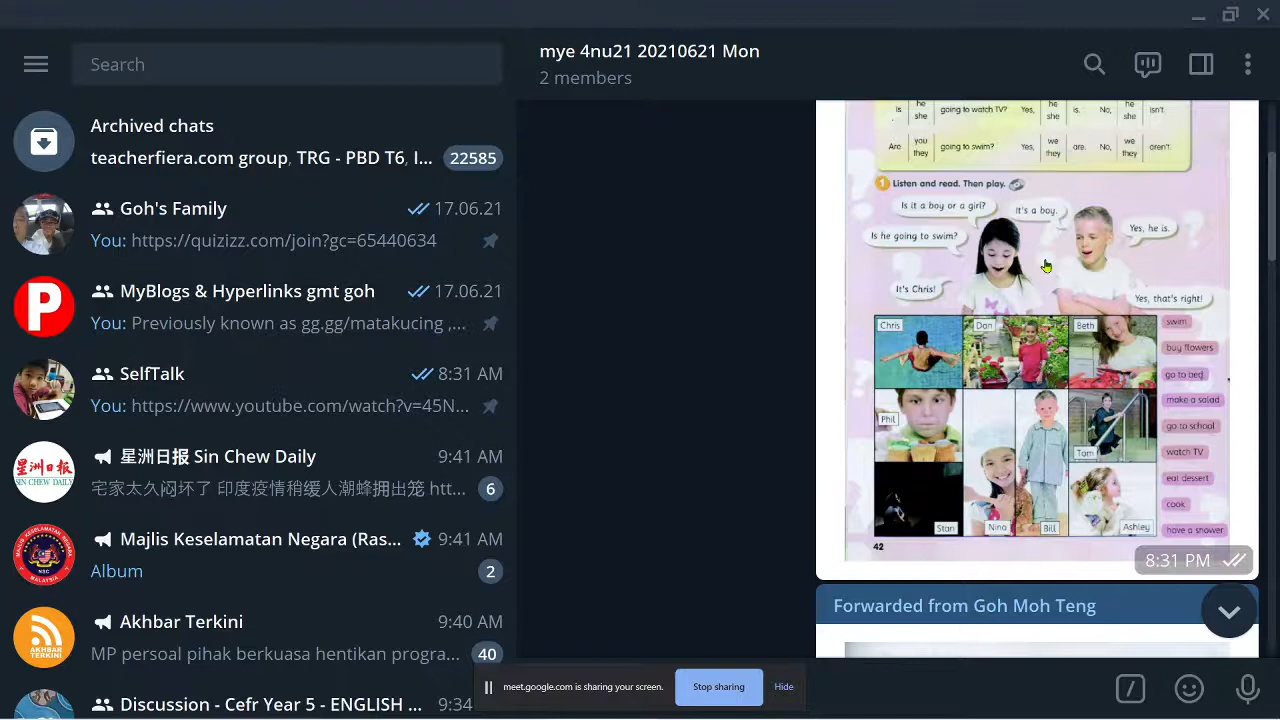 Search
Archived chats
teacherfiera.com group, TRG - PBD T6, I...
22585
Goh's Family
17.06.21
You: https://quizizz.com/join?gc=65440634
MyBlogs & Hyperlinks gmt goh
17.06.21
You: Previously known as gg.gg/matakucing ,...
SelfTalk
8:31 AM
You: https://www.youtube.com/watch?v=45N...
星洲日报 Sin Chew Daily
9:41 AM
宅家太久闷坏了 印度疫情稍缓人潮蜂拥出笼 htt...
6
Majlis Keselamatan Negara (Ras...
9:41 AM
Album
2
Akhbar Terkini
9:40 AM
MP persoal pihak berkuasa hentikan progra...
40
Discussion - Cefr Year 5 - ENGLISH ...
9:34
mye 4nu21 20210621 Mon
2 members
Is he she going to watch TV? Yes, he she is. No, he she isn't.
Are you they going to swim? Yes, we they are. No, we they aren't.
1 Listen and read. Then play.
Is it a boy or a girl?
It's a boy.
Is he going to swim?
Yes, he is.
It's Chris!
Yes, that's right!
Chris
Dan
Beth
Phil
Tom
Stan
Nina
Bill
Ashley
swim
buy flowers
go to bed
make a salad
go to school
watch TV
eat dessert
cook
have a shower
42
8:31 PM
Forwarded from Goh Moh Teng
meet.google.com is sharing your screen.
Stop sharing
Hide